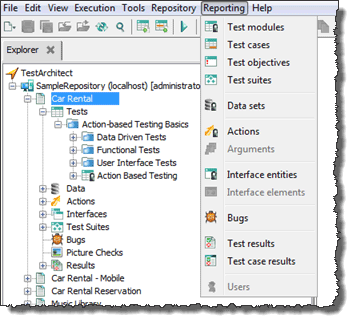 File Edit View Execution Tools Repository Reporting Help
Explorer
TestArchitect
SampleRepository (localhost) [administrato
Car Rental
Tests
Action-based Testing Basics
Data Driven Tests
Functional Tests
User Interface Tests
Action Based Testing
Data
Actions
Interfaces
Test Suites
Bugs
Picture Checks
Results
Car Rental - Mobile
Car Rental Reservation
Music Library
Test modules
Test cases
Test objectives
Test suites
Data sets
Actions
Arguments
Interface entities
Interface elements
Bugs
Test results
Test case results
Users